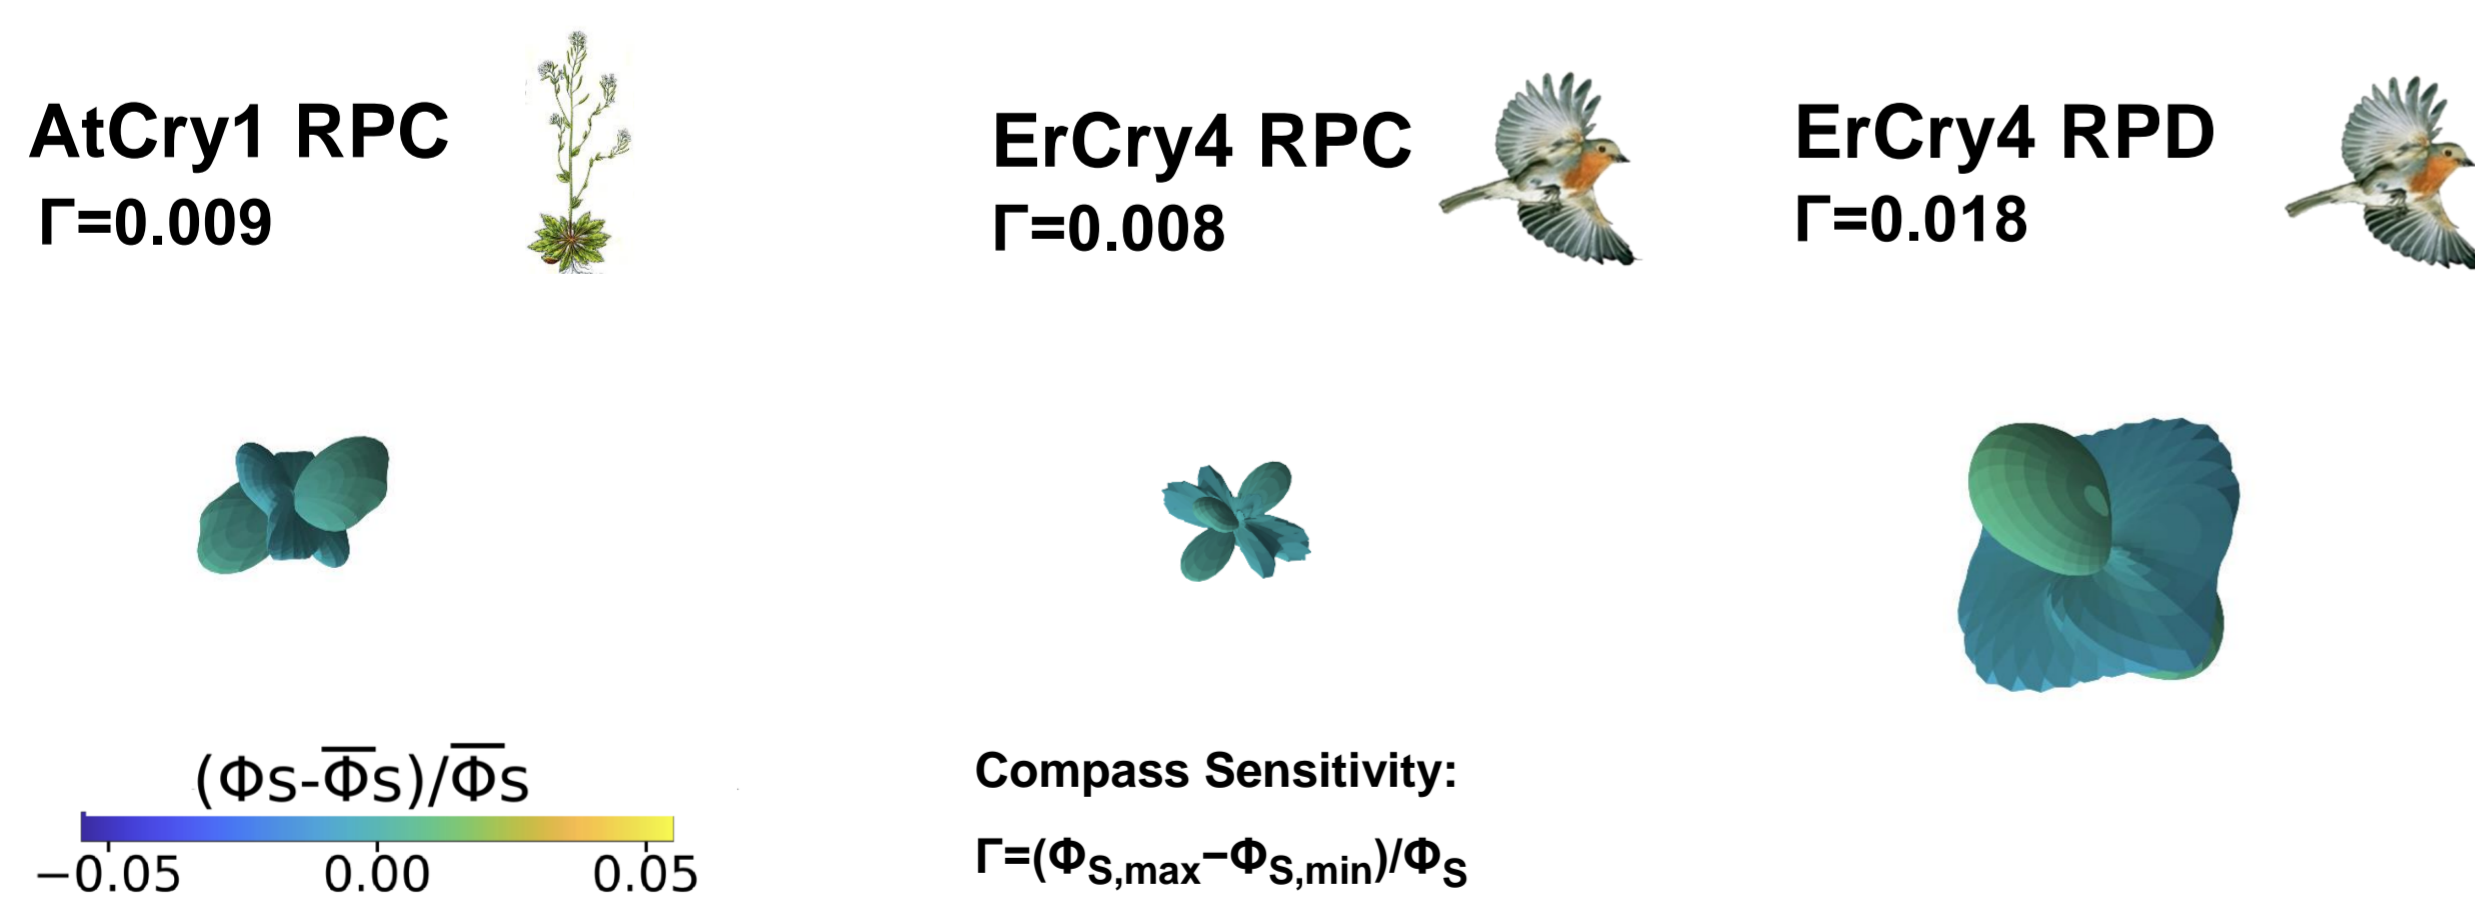 AtCry1 RPC
Γ=0.009
ErCry4 RPC
Γ=0.008
ErCry4 RPD
Γ=0.018
(Φs-Φ̅s)/Φ̅s
−0.05 0.00 0.05
Compass Sensitivity:
Γ=(ΦS,max−ΦS,min)/ΦS